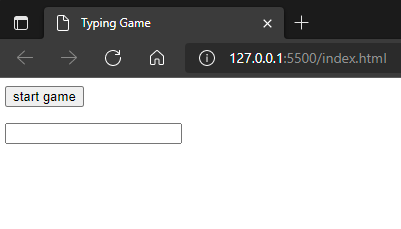 Typing Game
127.0.0.1:5500/index.html
start game